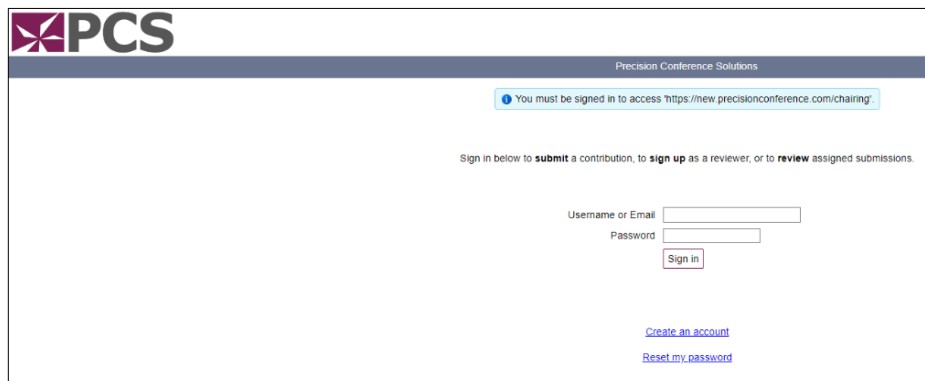 PCS
Precision Conference Solutions
You must be signed in to access 'https://new.precisionconference.com/chairing'.
Sign in below to submit a contribution, to sign up as a reviewer, or to review assigned submissions.
Username or Email
Password
Sign in
Create an account
Reset my password